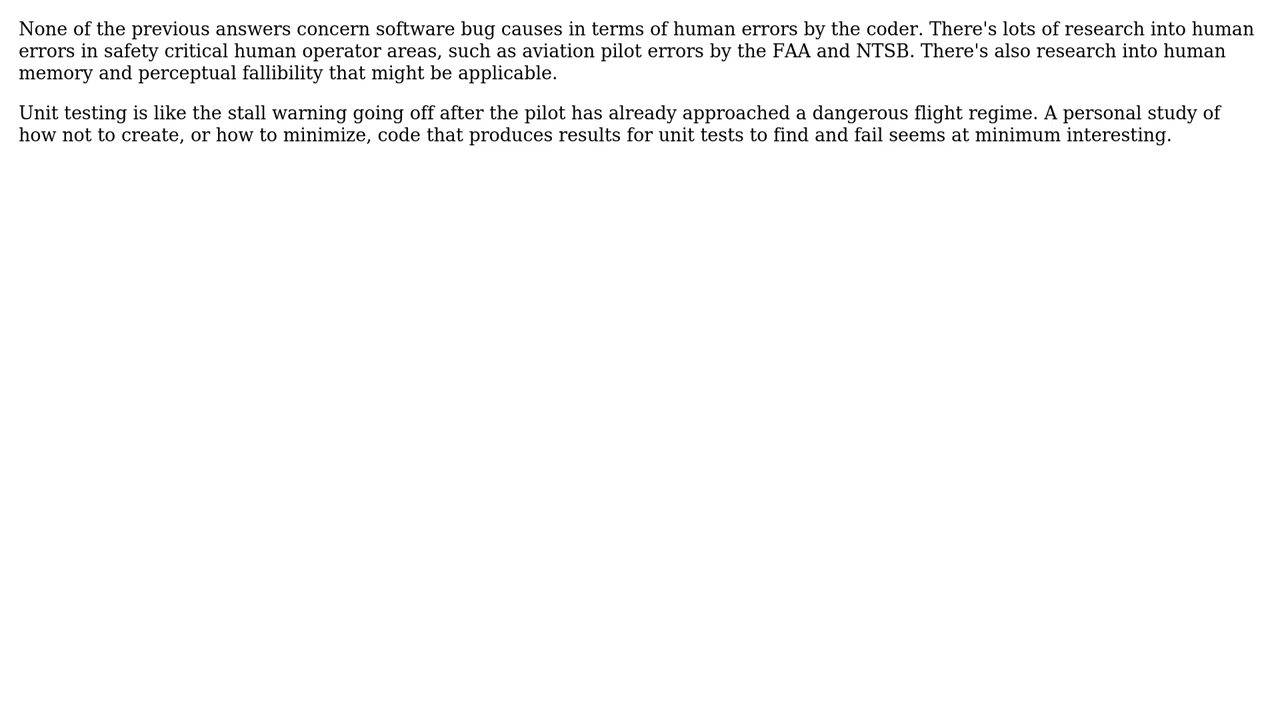 None of the previous answers concern software bug causes in terms of human errors by the coder. There's lots of research into human
errors in safety critical human operator areas, such as aviation pilot errors by the FAA and NTSB. There's also research into human
memory and perceptual fallibility that might be applicable.
Unit testing is like the stall warning going off after the pilot has already approached a dangerous flight regime. A personal study of
how not to create, or how to minimize, code that produces results for unit tests to find and fail seems at minimum interesting.